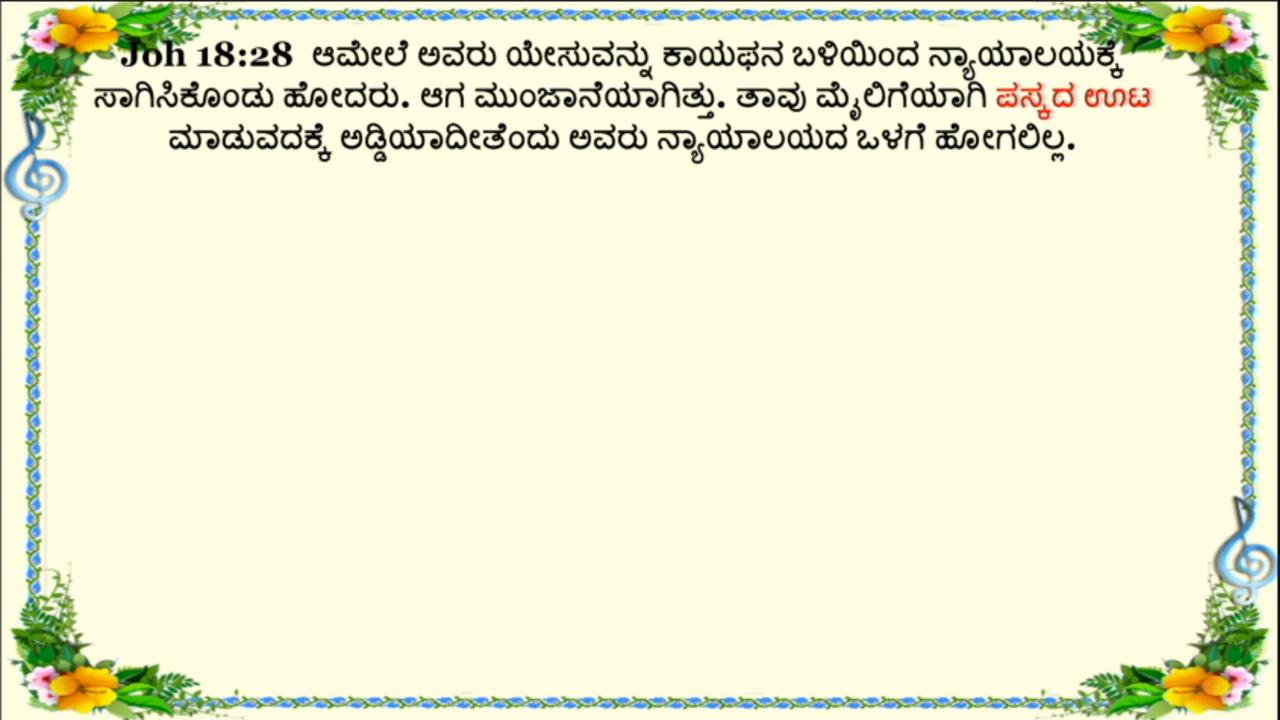 Joh 18:28 ಆಮೇಲೆ ಅವರು ಯೇಸುವನ್ನು ಕಾಯಫನ ಬಳಿಯಿಂದ ನ್ಯಾಯಾಲಯಕ್ಕೆ
ಸಾಗಿಸಿಕೊಂಡು ಹೋದರು. ಆಗ ಮುಂಜಾನೆಯಾಗಿತ್ತು. ತಾವು ಮೈಲಿಗೆಯಾಗಿ ಪಸ್ಕದ ಊಟ
ಮಾಡುವದಕ್ಕೆ ಅಡ್ಡಿಯಾದೀತೆಂದು ಅವರು ನ್ಯಾಯಾಲಯದ ಒಳಗೆ ಹೋಗಲಿಲ್ಲ.